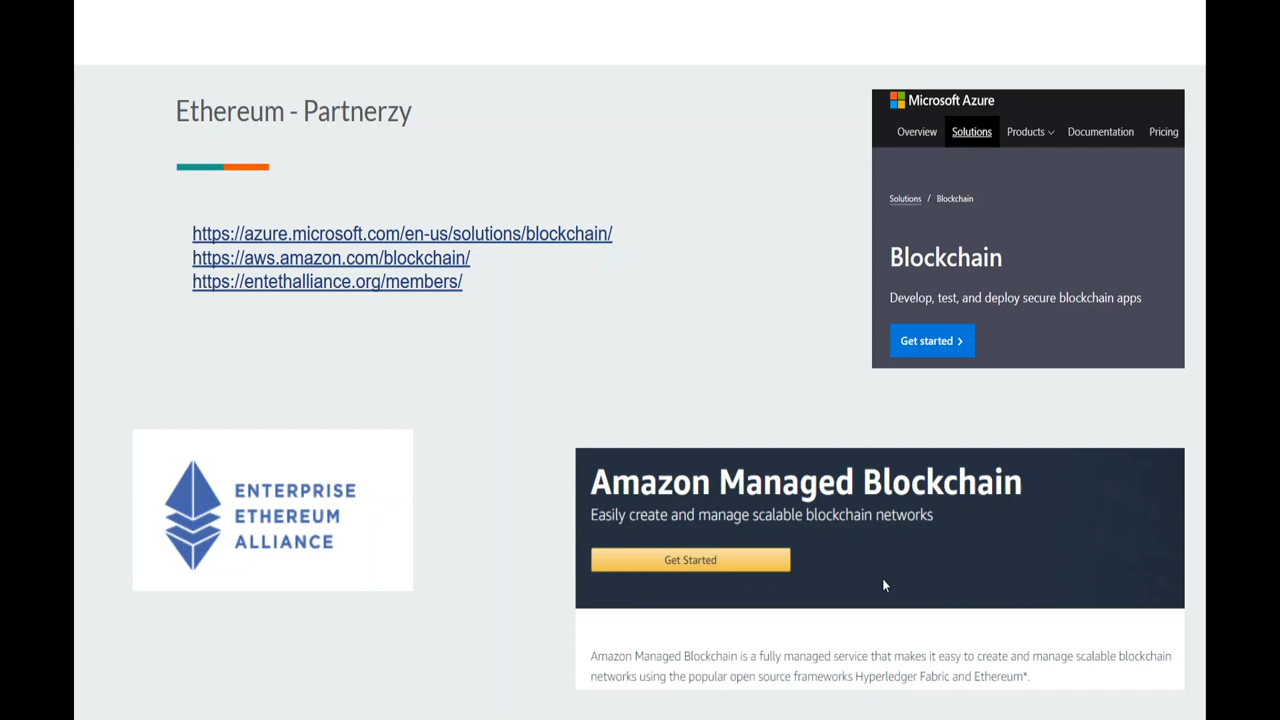 Ethereum - Partnerzy
https://azure.microsoft.com/en-us/solutions/blockchain/
https://aws.amazon.com/blockchain/
https://entethalliance.org/members/
Microsoft Azure
Overview Solutions Products Documentation Pricing
Solutions / Blockchain
Blockchain
Develop, test, and deploy secure blockchain apps
Get started >
ENTERPRISE
ETHEREUM
ALLIANCE
Amazon Managed Blockchain
Easily create and manage scalable blockchain networks
Get Started
Amazon Managed Blockchain is a fully managed service that makes it easy to create and manage scalable blockchain
networks using the popular open source frameworks Hyperledger Fabric and Ethereum*.